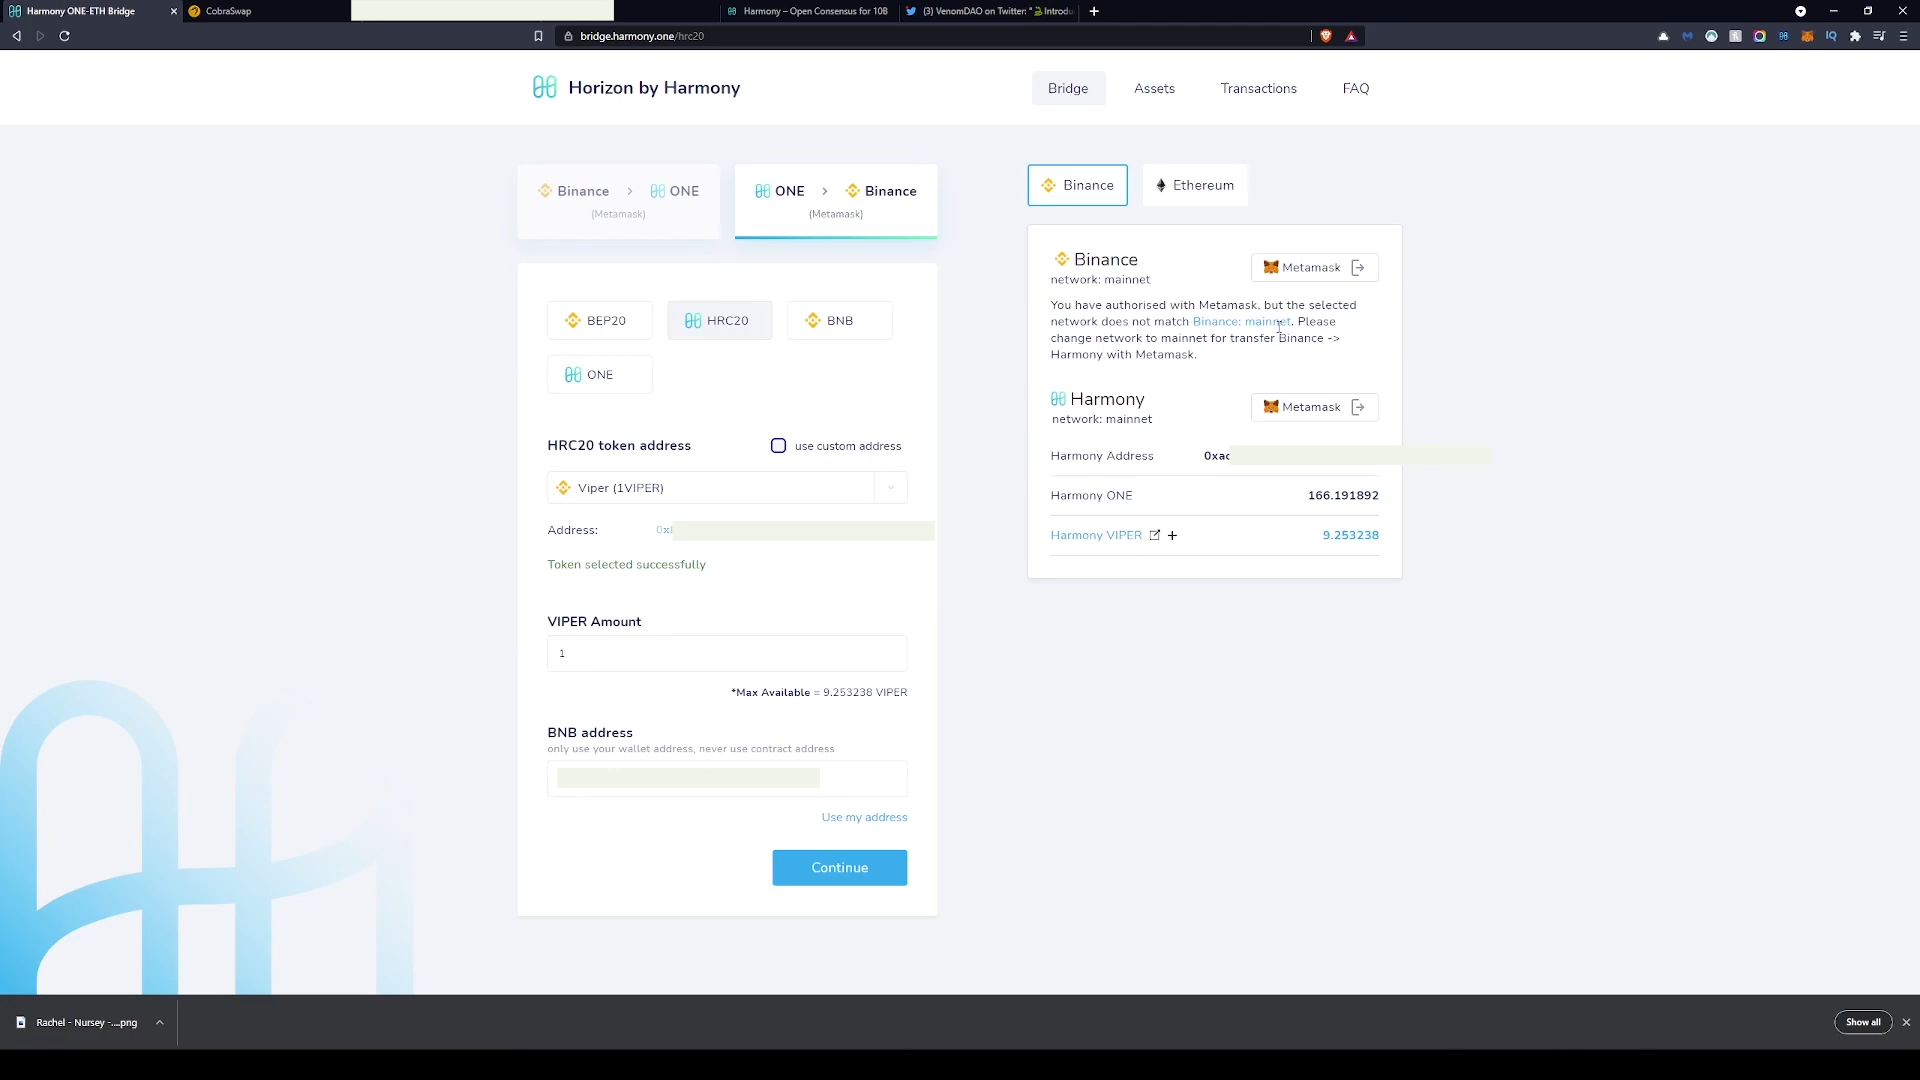 Harmony ONE-ETH Bridge
CobraSwap
Harmony – Open Consensus for 10B
(3) VenomDAO on Twitter: "
Introdu
bridge.harmony.one/hrc20
Horizon by Harmony
Bridge
Assets
Transactions
FAQ
Binance > ONE
(Metamask)
ONE > Binance
(Metamask)
Binance
Ethereum
BEP20
HRC20
BNB
ONE
HRC20 token address
use custom address
Viper (1VIPER)
Address:
Token selected successfully
VIPER Amount
1
*Max Available = 9.253238 VIPER
BNB address
only use your wallet address, never use contract address
Use my address
Continue
Binance
network: mainnet
Metamask
You have authorised with Metamask, but the selected
network does not match Binance: mainnet. Please
change network to mainnet for transfer Binance ->
Harmony with Metamask.
Harmony
network: mainnet
Metamask
Harmony Address 0xac
Harmony ONE 166.191892
Harmony VIPER + 9.253238
Rachel - Nursey -....png
Show all